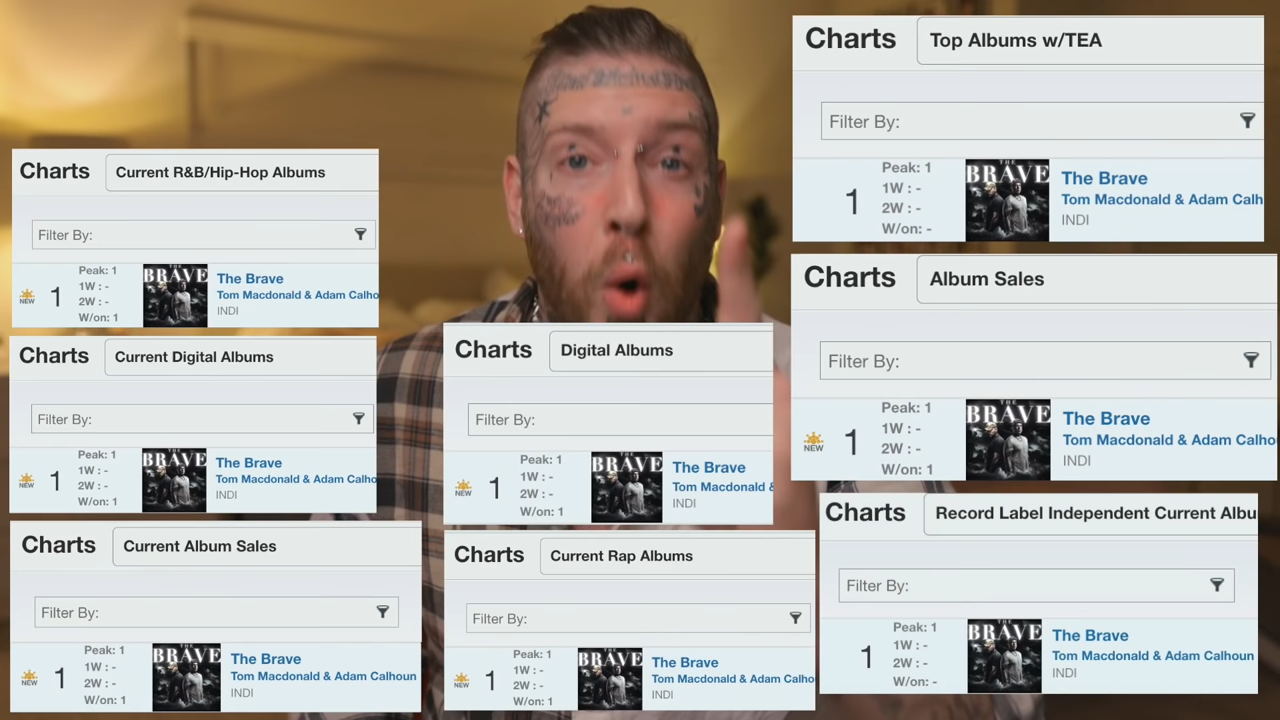 Charts
Current R&B/Hip-Hop Albums
Filter By:
NEW
1
Peak: 1
1W : -
2W : -
W/on: 1
THE
BRAVE
The Brave
Tom Macdonald & Adam Calho
INDI
Charts
Current Digital Albums
Filter By:
NEW
1
Peak: 1
1W : -
2W : -
W/on: 1
THE
BRAVE
The Brave
Tom Macdonald & Adam Calho
INDI
Charts
Current Album Sales
Filter By:
NEW
1
Peak: 1
1W : -
2W : -
W/on: 1
THE
BRAVE
The Brave
Tom Macdonald & Adam Calhoun
INDI
Charts
Digital Albums
Filter By:
NEW
1
Peak: 1
1W : -
2W : -
W/on: 1
THE
BRAVE
The Brave
Tom Macdonald &
INDI
Charts
Current Rap Albums
Filter By:
NEW
1
Peak: 1
1W : -
2W : -
W/on: 1
THE
BRAVE
The Brave
Tom Macdonald & Adam Calho
INDI
Charts
Top Albums w/TEA
Filter By:
1
Peak: 1
1W : -
2W : -
W/on: -
THE
BRAVE
The Brave
Tom Macdonald & Adam Calh
INDI
Charts
Album Sales
Filter By:
NEW
1
Peak: 1
1W : -
2W : -
W/on: 1
THE
BRAVE
The Brave
Tom Macdonald & Adam Calho
INDI
Charts
Record Label Independent Current Albu
Filter By:
1
Peak: 1
1W : -
2W : -
W/on: -
THE
BRAVE
The Brave
Tom Macdonald & Adam Calhoun
INDI